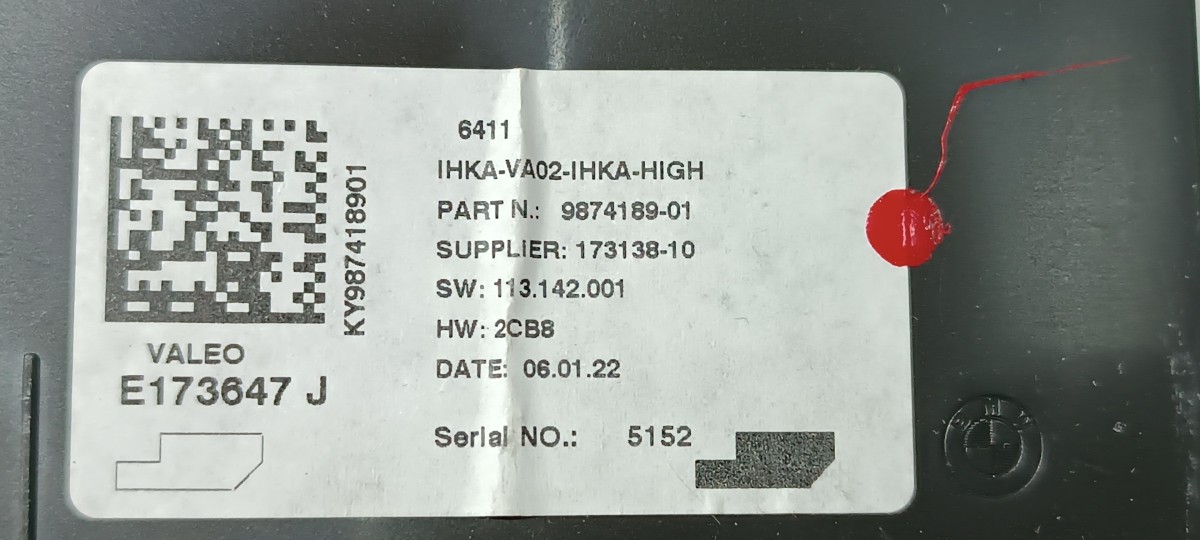 6411
IHKA-VA02-IHKA-HIGH
PART N.: 9874189-01
SUPPLIER: 173138-10
SW: 113.142.001
HW: 2CB8
DATE: 06.01.22
Serial NO.: 5152
KY987418901
VALEO
E173647 J
BMW